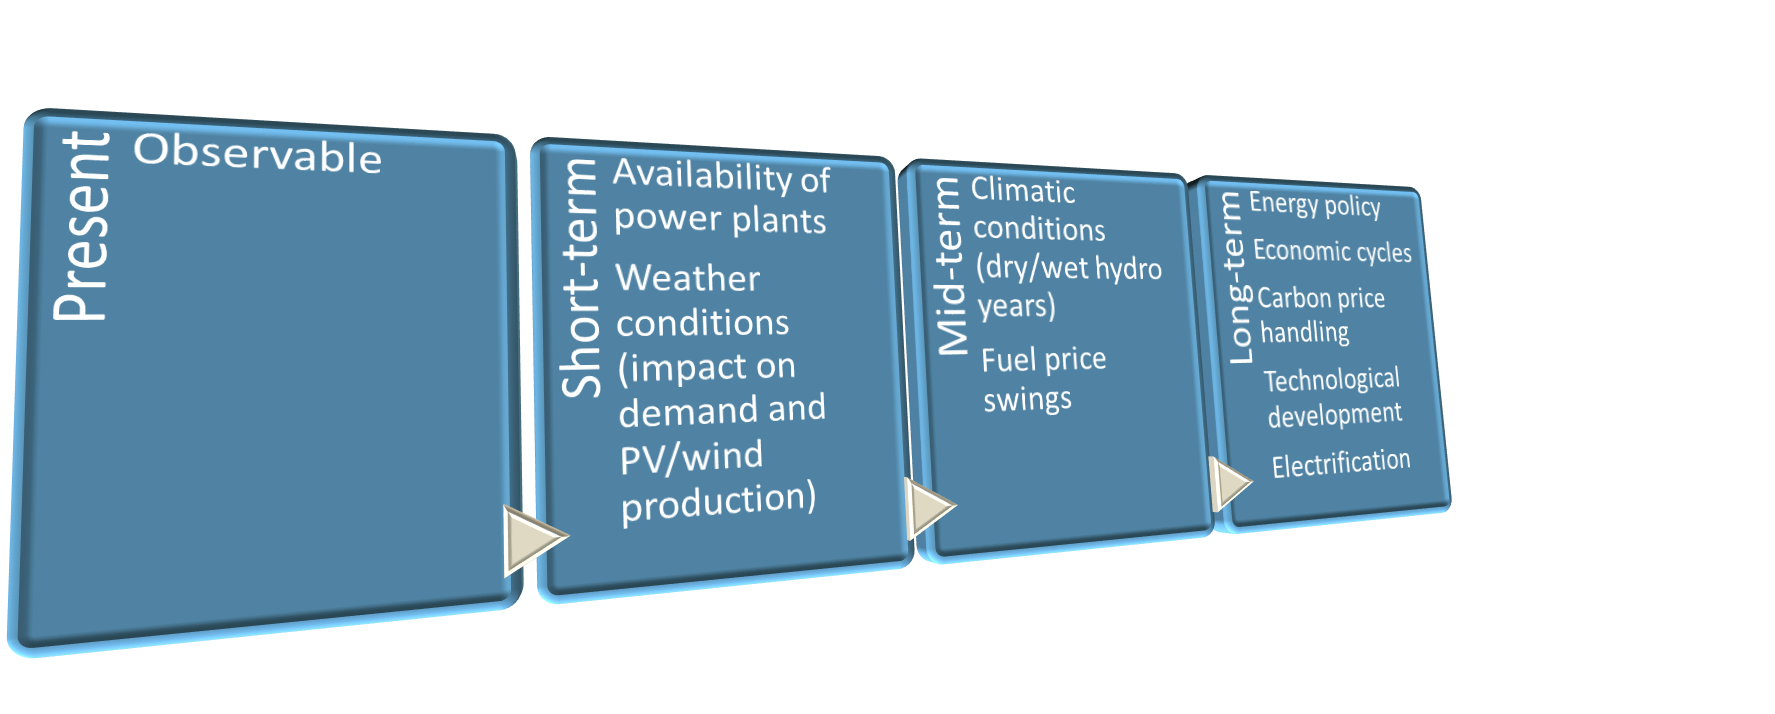 Present
Observable
Short-term
Availability of
power plants
Weather
conditions
(impact on
demand and
PV/wind
production)
Mid-term
Climatic
conditions
(dry/wet hydro
years)
Fuel price
swings
Long-term
Energy policy
Economic cycles
Carbon price
handling
Technological
development
Electrification